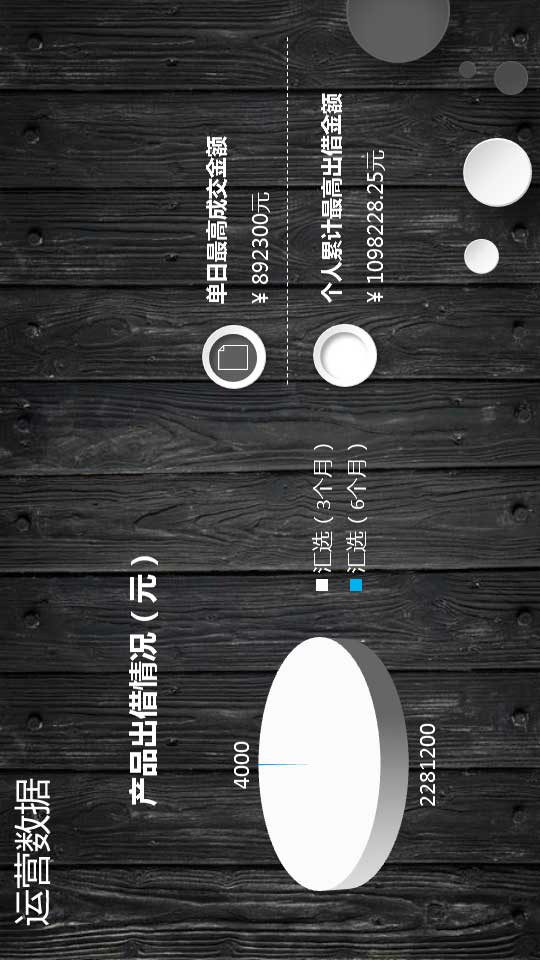 运营数据
产品出借情况（元）
4000
2281200
汇选（3个月）
汇选（6个月）
单日最高成交金额
¥ 892300元
个人累计最高出借金额
¥ 1098228.25元